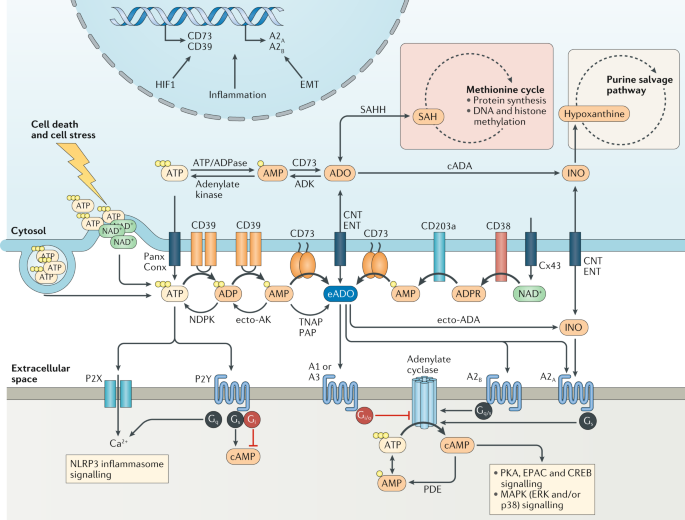 CD73
CD39
A2A
A2B
HIF1
EMT
Inflammation
Methionine cycle
• Protein synthesis
• DNA and histone
methylation
SAH
SAHH
Purine salvage
pathway
Hypoxanthine
Cell death
and cell stress
ATP
ATP/ADPase
Adenylate
kinase
AMP
CD73
ADK
ADO
cADA
INO
ATP
ATP
ATP
NAD+
NAD+
NAD+
Cytosol
ATP
ATP
ATP
Panx
Conx
CD39
CD39
CD73
CNT
ENT
CD73
CD203a
CD38
Cx43
CNT
ENT
ATP
ADP
AMP
eADO
AMP
ADPR
NAD+
NDPK
ecto-AK
TNAP
PAP
ecto-ADA
INO
Extracellular
space
P2X
P2Y
A1 or
A3
Adenylate
cyclase
A2B
A2A
Gq
Gs
Gi
Gi/o
Gs/o
Gs
Ca2+
cAMP
ATP
cAMP
AMP
PDE
NLRP3 inflammasome
signalling
• PKA, EPAC and CREB
signalling
• MAPK (ERK and/or
p38) signalling